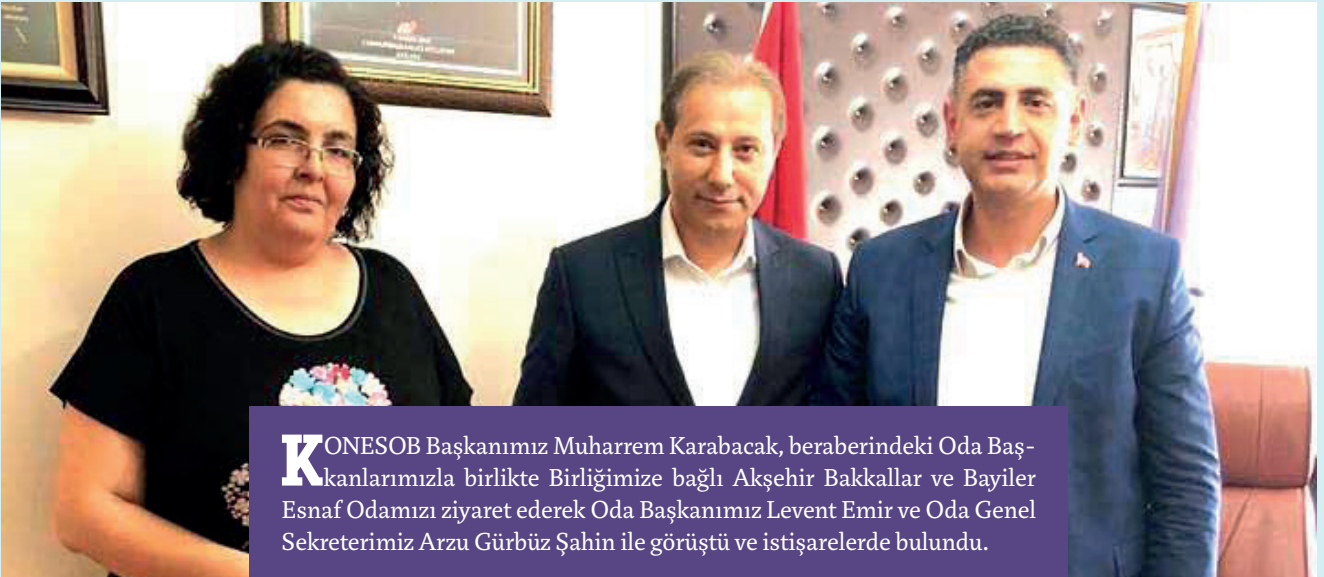 KONESOB Başkanımız Muharrem Karabacak, beraberindeki Oda Baş-
kanlarımızla birlikte Birliğimize bağlı Akşehir Bakkallar ve Bayiler
Esnaf Odamızı ziyaret ederek Oda Başkanımız Levent Emir ve Oda Genel
Sekreterimiz Arzu Gürbüz Şahin ile görüştü ve istişarelerde bulundu.